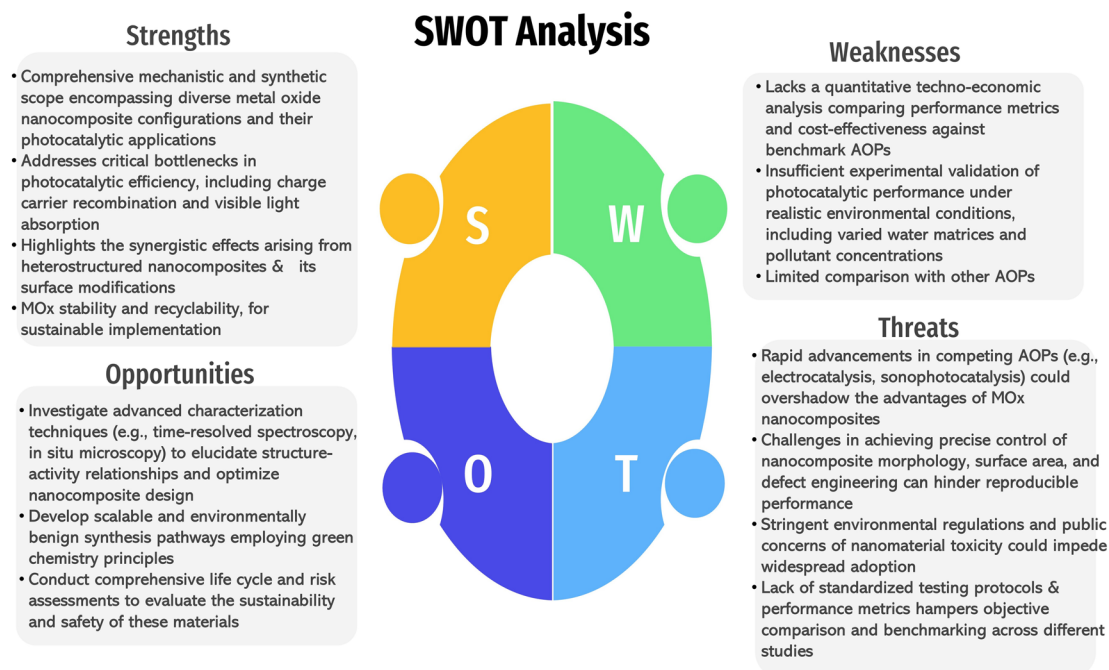 SWOT Analysis
Strengths
• Comprehensive mechanistic and synthetic
scope encompassing diverse metal oxide
nanocomposite configurations and their
photocatalytic applications
• Addresses critical bottlenecks in
photocatalytic efficiency, including charge
carrier recombination and visible light
absorption
• Highlights the synergistic effects arising from
heterostructured nanocomposites & its
surface modifications
• MOx stability and recyclability, for
sustainable implementation
Weaknesses
• Lacks a quantitative techno-economic
analysis comparing performance metrics
and cost-effectiveness against
benchmark AOPs
• Insufficient experimental validation of
photocatalytic performance under
realistic environmental conditions,
including varied water matrices and
pollutant concentrations
• Limited comparison with other AOPs
S
W
O
T
Opportunities
• Investigate advanced characterization
techniques (e.g., time-resolved spectroscopy,
in situ microscopy) to elucidate structure-
activity relationships and optimize
nanocomposite design
• Develop scalable and environmentally
benign synthesis pathways employing green
chemistry principles
• Conduct comprehensive life cycle and risk
assessments to evaluate the sustainability
and safety of these materials
Threats
• Rapid advancements in competing AOPs (e.g.,
electrocatalysis, sonophotocatalysis) could
overshadow the advantages of MOx
nanocomposites
• Challenges in achieving precise control of
nanocomposite morphology, surface area, and
defect engineering can hinder reproducible
performance
• Stringent environmental regulations and public
concerns of nanomaterial toxicity could impede
widespread adoption
• Lack of standardized testing protocols &
performance metrics hampers objective
comparison and benchmarking across different
studies